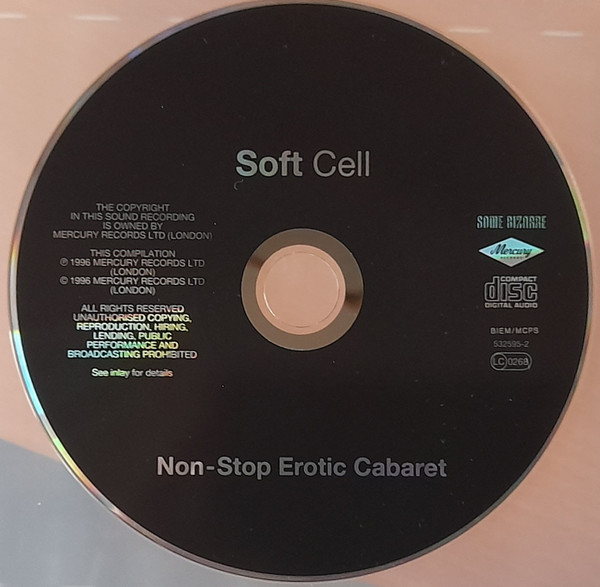 Soft Cell
THE COPYRIGHT
IN THIS SOUND RECORDING
IS OWNED BY
MERCURY RECORDS LTD (LONDON)
THIS COMPILATION
℗ 1996 MERCURY RECORDS LTD
(LONDON)
© 1996 MERCURY RECORDS LTD
(LONDON)
ALL RIGHTS RESERVED
UNAUTHORISED COPYING,
REPRODUCTION, HIRING,
LENDING, PUBLIC
PERFORMANCE AND
BROADCASTING PROHIBITED
See inlay for details
SOME BIZARRE
Mercury
RECORDS
COMPACT
disc
DIGITAL AUDIO
BIEM/MCPS
532595-2
LC 0268
Non-Stop Erotic Cabaret